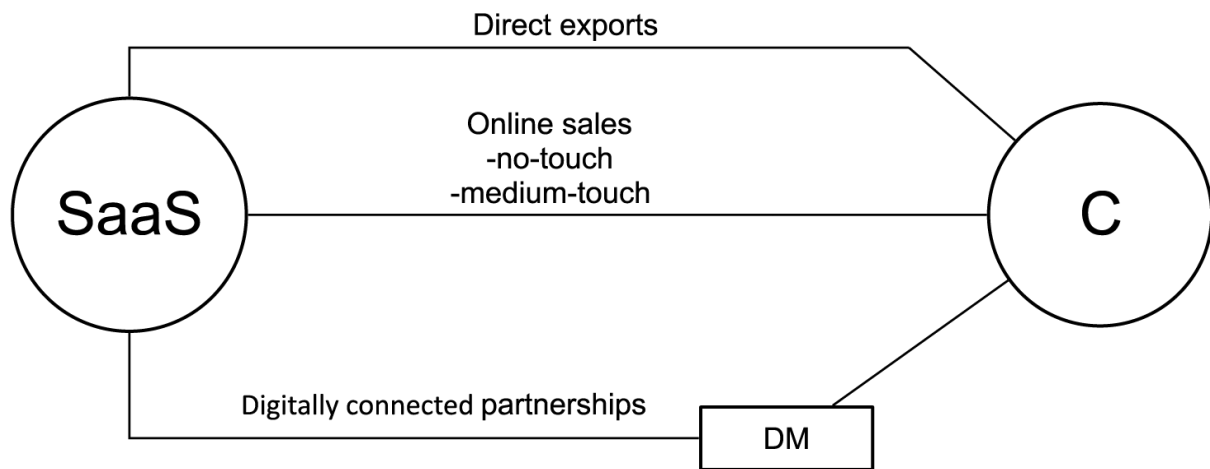 Direct exports
Online sales
-no-touch
-medium-touch
SaaS
C
Digitally connected partnerships
DM